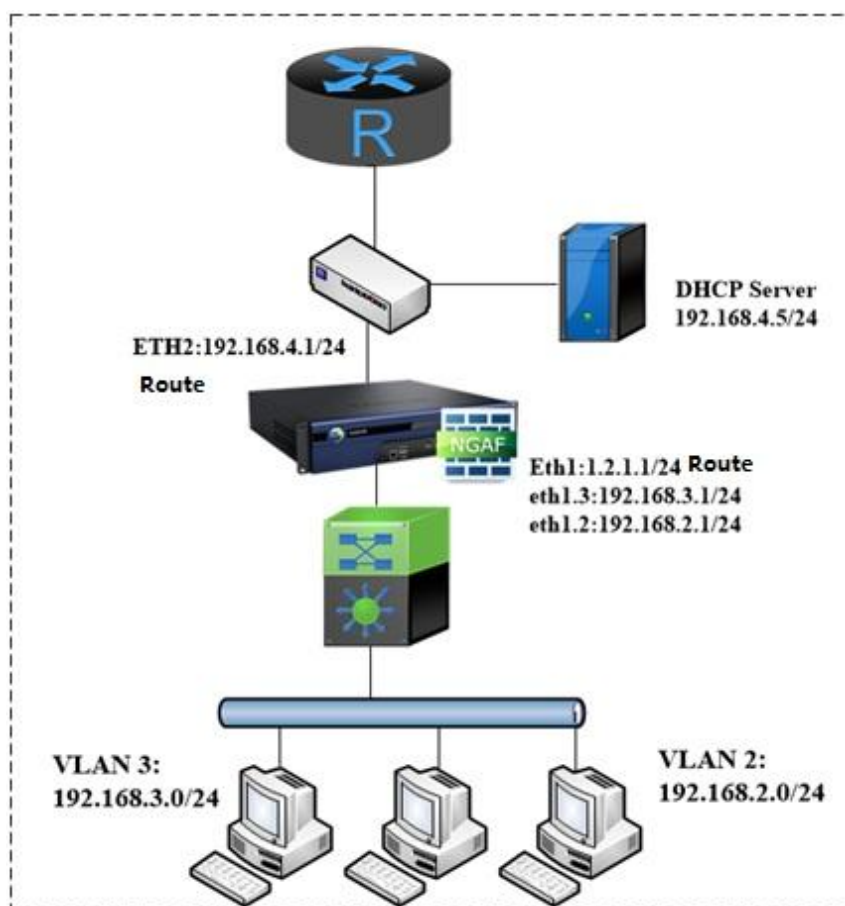 R
DHCP Server
192.168.4.5/24
ETH2:192.168.4.1/24
Route
NGAF
Eth1:1.2.1.1/24 Route
eth1.3:192.168.3.1/24
eth1.2:192.168.2.1/24
VLAN 3:
192.168.3.0/24
VLAN 2:
192.168.2.0/24